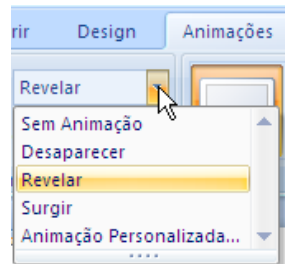 rir Design Animações
Revelar
Sem Animação
Desaparecer
Revelar
Surgir
Animação Personalizada...